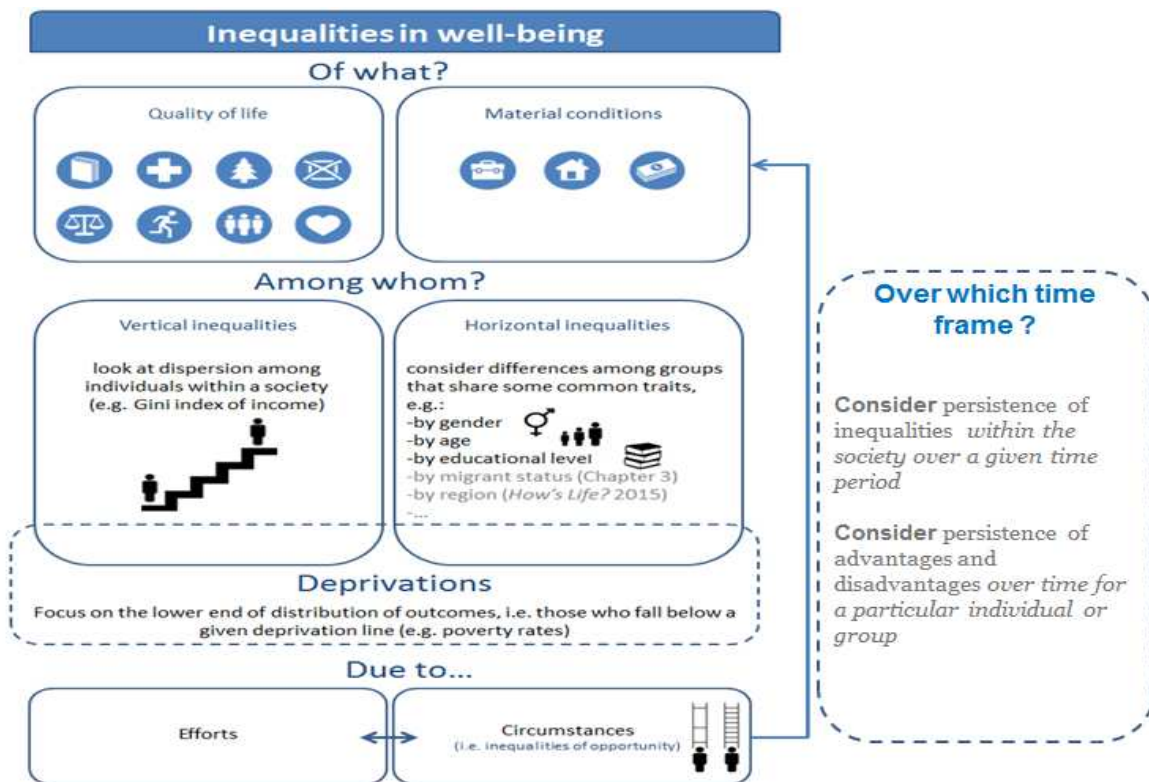 Inequalities in well-being
Of what?
Quality of life
Material conditions
Among whom?
Vertical inequalities
look at dispersion among
individuals within a society
(e.g. Gini index of income)
Horizontal inequalities
consider differences among groups
that share some common traits,
e.g.:
-by gender
-by age
-by educational level
-by migrant status (Chapter 3)
-by region (How's Life? 2015)
-...
Deprivations
Focus on the lower end of distribution of outcomes, i.e. those who fall below a
given deprivation line (e.g. poverty rates)
Due to...
Efforts
Circumstances
(i.e. inequalities of opportunity)
Over which time
frame ?
Consider persistence of
inequalities within the
society over a given time
period
Consider persistence of
advantages and
disadvantages over time for
a particular individual or
group